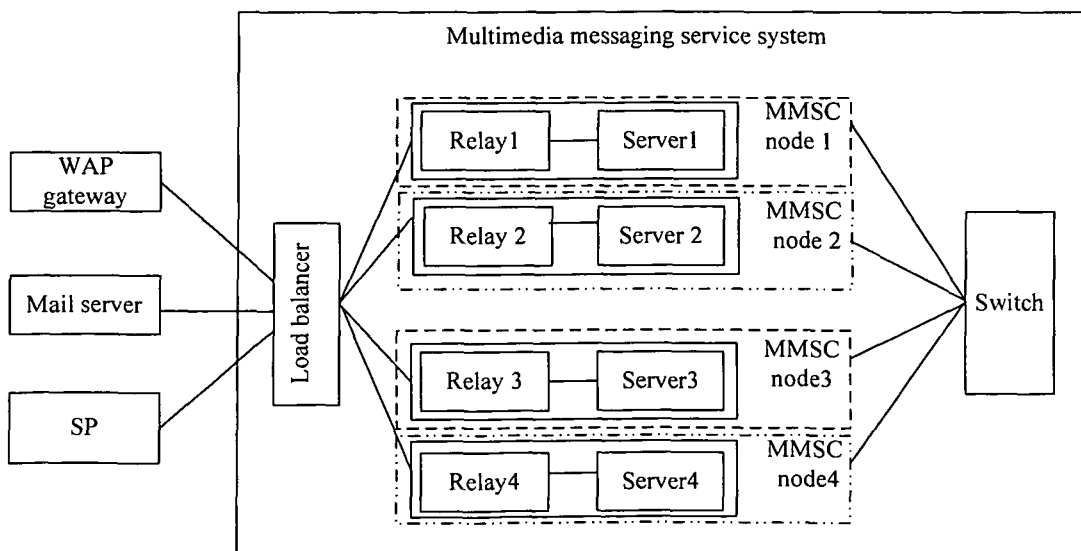 Multimedia messaging service system
WAP
gateway
Mail server
SP
Load balancer
Relay1
Server1
MMSC
node 1
Relay 2
Server 2
MMSC
node 2
Relay 3
Server3
MMSC
node3
Relay4
Server4
MMSC
node4
Switch